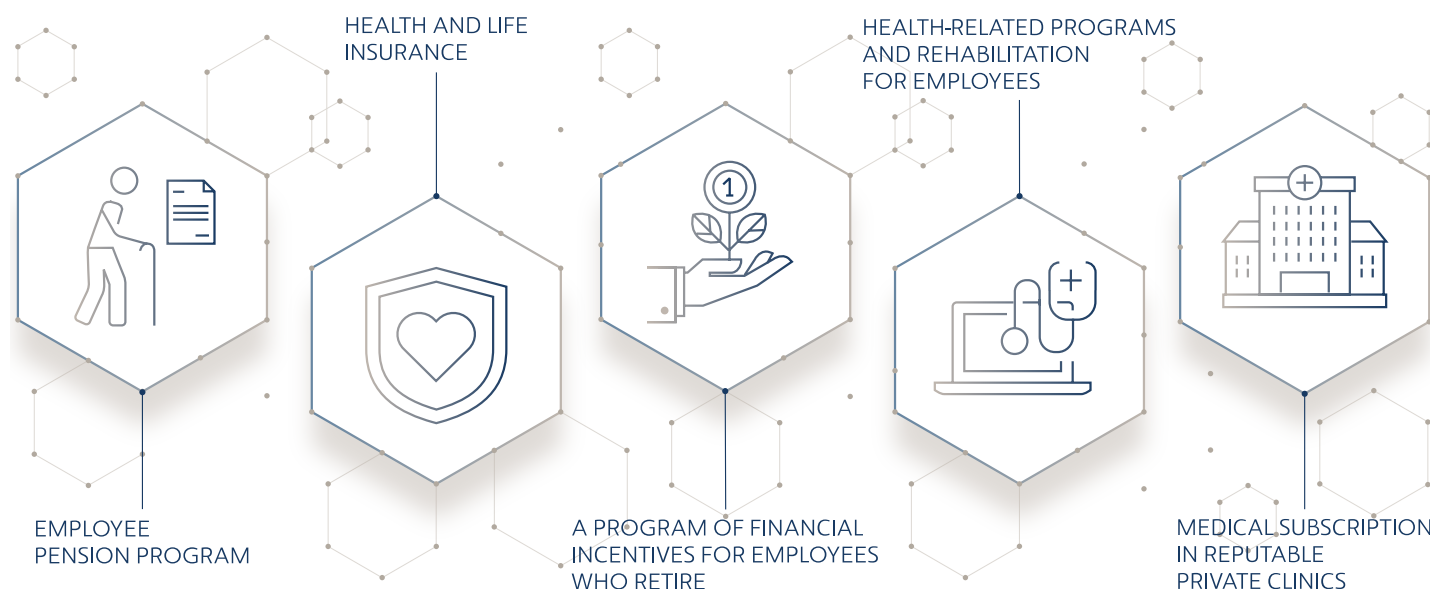 HEALTH AND LIFE
INSURANCE
HEALTH-RELATED PROGRAMS
AND REHABILITATION
FOR EMPLOYEES
1
EMPLOYEE
PENSION PROGRAM
A PROGRAM OF FINANCIAL
INCENTIVES FOR EMPLOYEES
WHO RETIRE
MEDICAL SUBSCRIPTION
IN REPUTABLE
PRIVATE CLINICS